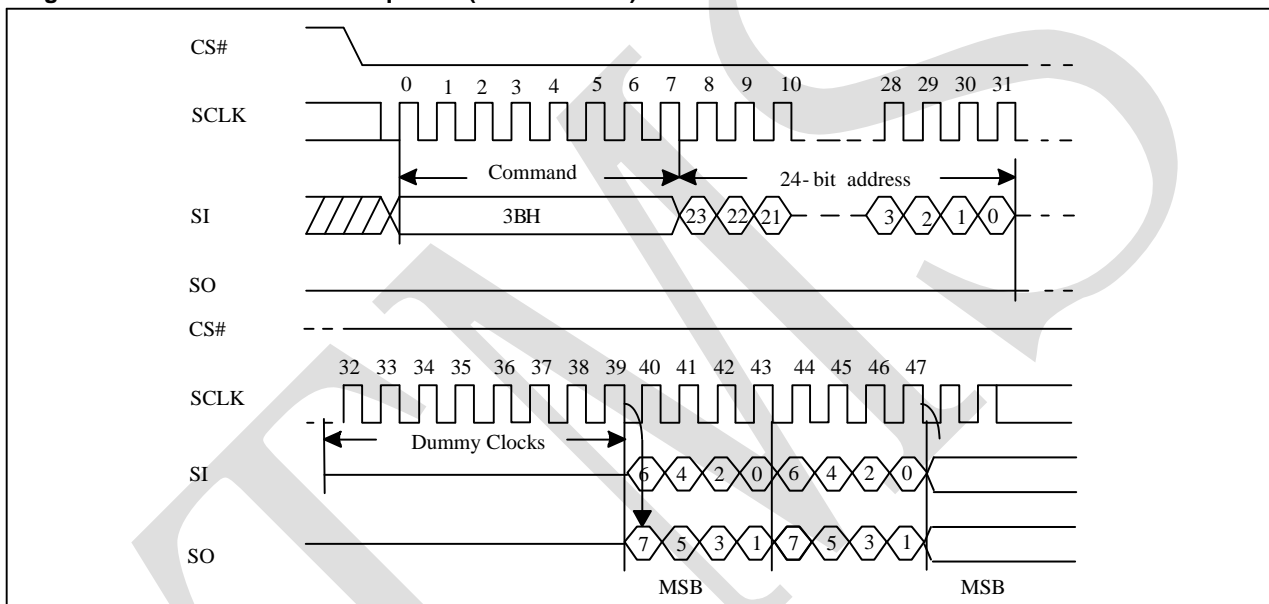 CS#
0 1 2 3 4 5 6 7 8 9 10 28 29 30 31
SCLK
Command 24-bit address
SI 3BH 23 22 21 3 2 1 0
SO
CS#
32 33 34 35 36 37 38 39 40 41 42 43 44 45 46 47
SCLK
Dummy Clocks
SI 6 4 2 0 6 4 2 0
SO 7 5 3 1 7 5 3 1
MSB MSB